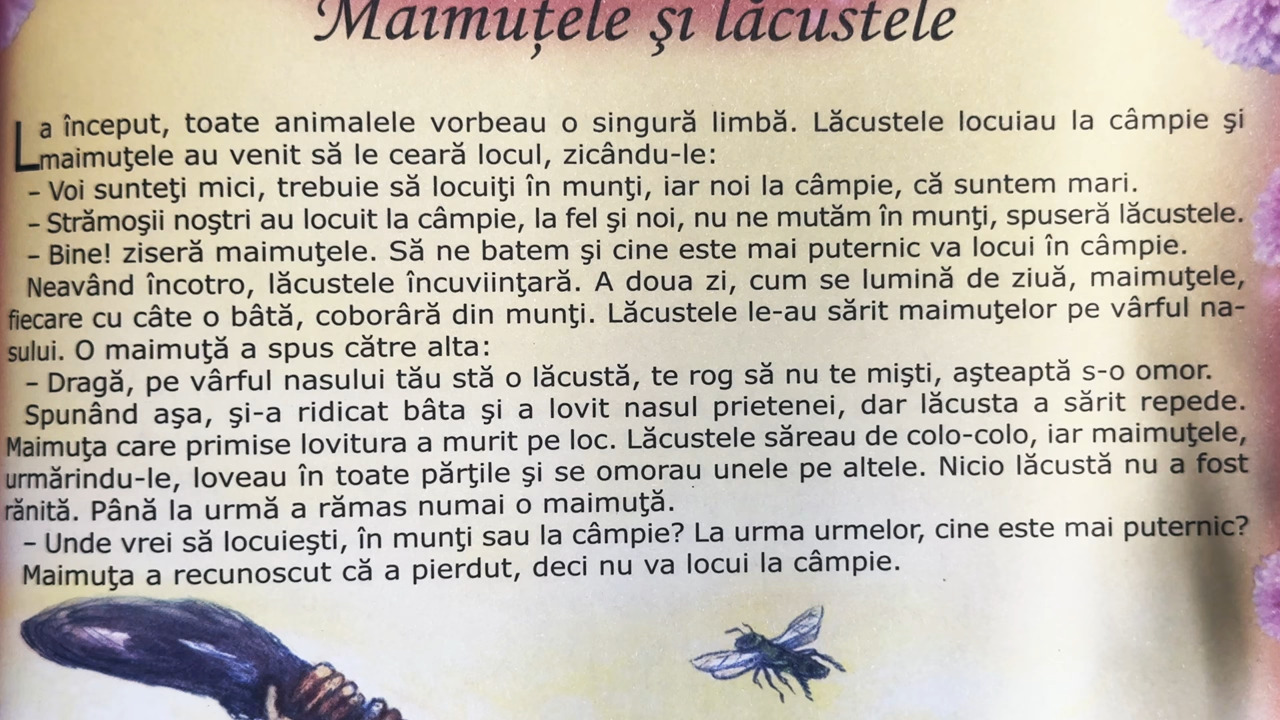 Maimuțele și lăcustele
La început, toate animalele vorbeau o singură limbă. Lăcustele locuiau la câmpie şi
maimuţele au venit să le ceară locul, zicându-le:
– Voi sunteţi mici, trebuie să locuiţi în munţi, iar noi la câmpie, că suntem mari.
– Strămoşii noştri au locuit la câmpie, la fel şi noi, nu ne mutăm în munţi, spuseră lăcustele.
– Bine! ziseră maimuţele. Să ne batem şi cine este mai puternic va locui în câmpie.
Neavând încotro, lăcustele încuviinţară. A doua zi, cum se lumină de ziuă, maimuţele,
fiecare cu câte o bâtă, coborâră din munţi. Lăcustele le-au sărit maimuţelor pe vârful na-
sului. O maimuţă a spus către alta:
– Dragă, pe vârful nasului tău stă o lăcustă, te rog să nu te mişti, aşteaptă s-o omor.
Spunând aşa, şi-a ridicat bâta şi a lovit nasul prietenei, dar lăcusta a sărit repede.
Maimuţa care primise lovitura a murit pe loc. Lăcustele săreau de colo-colo, iar maimuţele,
urmărindu-le, loveau în toate părţile şi se omorau unele pe altele. Nicio lăcustă nu a fost
rănită. Până la urmă a rămas numai o maimuţă.
– Unde vrei să locuieşti, în munţi sau la câmpie? La urma urmelor, cine este mai puternic?
Maimuţa a recunoscut că a pierdut, deci nu va locui la câmpie.